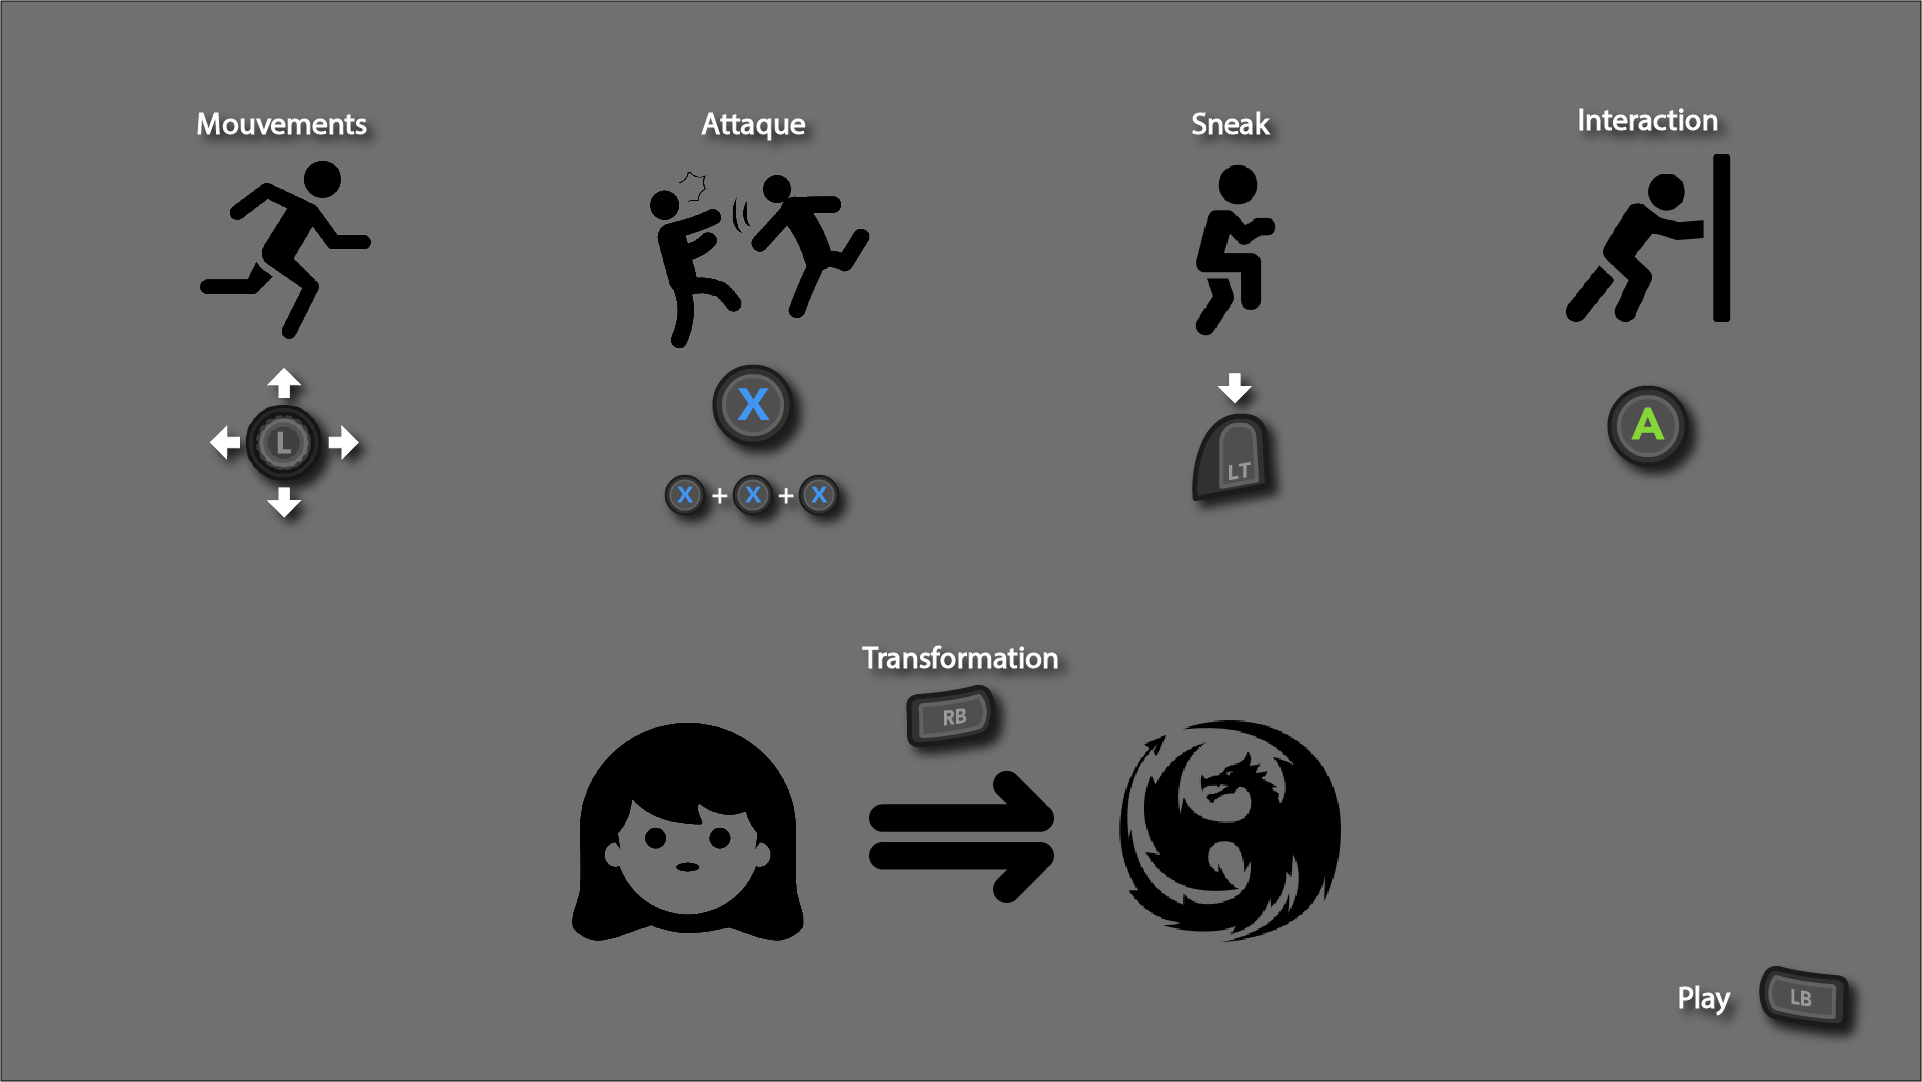 Mouvements
Attaque
Sneak
Interaction
L
X
LT
A
X + X + X
Transformation
RB
Play LB